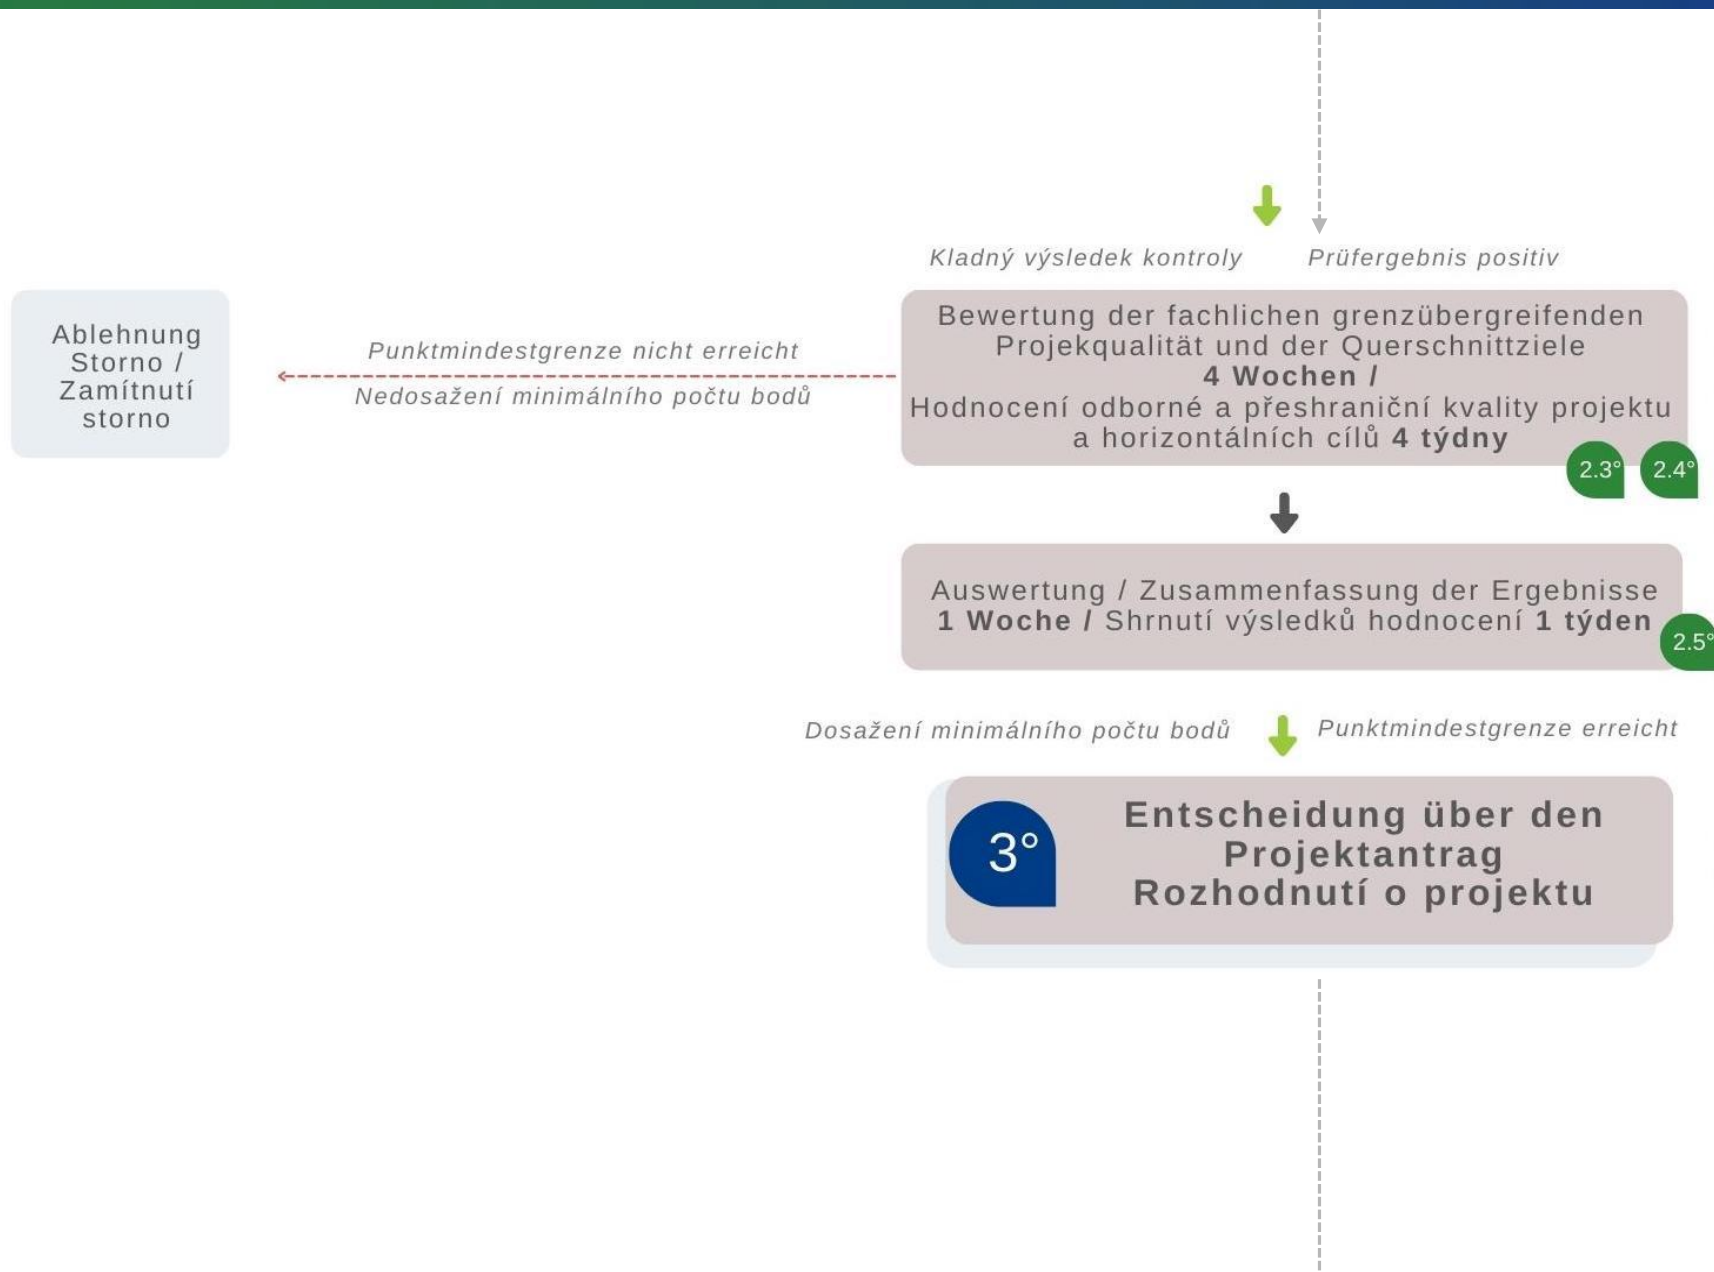 Kladný výsledek kontroly
Prüfergebnis positiv
Ablehnung
Storno /
Zamítnutí
storno
Punktmindestgrenze nicht erreicht
Nedosažení minimálního počtu bodů
Bewertung der fachlichen grenzübergreifenden
Projekqualität und der Querschnittziele
4 Wochen /
Hodnocení odborné a přeshraniční kvality projektu
a horizontálních cílů 4 týdny
2.3°
2.4°
Auswertung / Zusammenfassung der Ergebnisse
1 Woche / Shrnutí výsledků hodnocení 1 týden
2.5°
Dosažení minimálního počtu bodů
Punktmindestgrenze erreicht
3°
Entscheidung über den
Projektantrag
Rozhodnutí o projektu